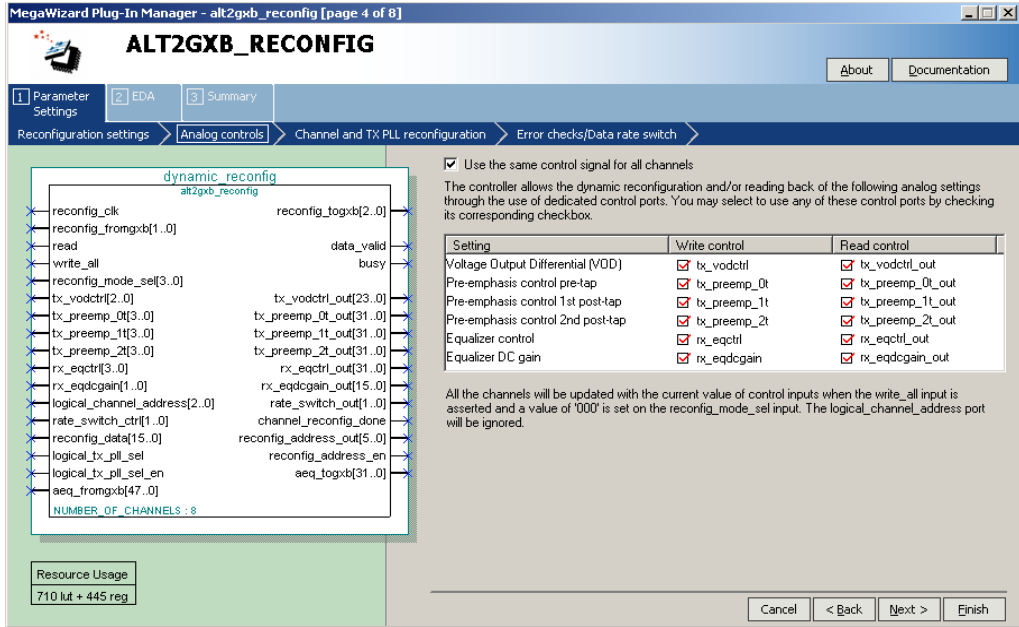 MegaWizard Plug-In Manager - alt2gxb_reconfig [page 4 of 8]
ALT2GXB_RECONFIG
About
Documentation
1 Parameter Settings
2 EDA
3 Summary
Reconfiguration settings
Analog controls
Channel and TX PLL reconfiguration
Error checks/Data rate switch
dynamic_reconfig
alt2gxb_reconfig
reconfig_clk reconfig_togxb[2..0]
reconfig_fromgxb[1..0]
read data_valid
write_all busy
reconfig_mode_sel[3..0]
tx_vodctrl[2..0] tx_vodctrl_out[23..0]
tx_preemp_0t[3..0] tx_preemp_0t_out[31..0]
tx_preemp_1t[3..0] tx_preemp_1t_out[31..0]
tx_preemp_2t[3..0] tx_preemp_2t_out[31..0]
rx_eqctrl[3..0] rx_eqctrl_out[31..0]
rx_eqdcgain[1..0] rx_eqdcgain_out[15..0]
logical_channel_address[2..0] rate_switch_out[1..0]
rate_switch_ctrl[1..0] channel_reconfig_done
reconfig_data[15..0] reconfig_address_out[5..0]
logical_tx_pll_sel reconfig_address_en
logical_tx_pll_sel_en aeq_togxb[31..0]
aeq_fromgxb[47..0]
NUMBER_OF_CHANNELS : 8
Resource Usage
710 lut + 445 reg
Use the same control signal for all channels
The controller allows the dynamic reconfiguration and/or reading back of the following analog settings
through the use of dedicated control ports. You may select to use any of these control ports by checking
its corresponding checkbox.
Setting Write control Read control
Voltage Output Differential (VOD) tx_vodctrl tx_vodctrl_out
Pre-emphasis control pre-tap tx_preemp_0t tx_preemp_0t_out
Pre-emphasis control 1st post-tap tx_preemp_1t tx_preemp_1t_out
Pre-emphasis control 2nd post-tap tx_preemp_2t tx_preemp_2t_out
Equalizer control rx_eqctrl rx_eqctrl_out
Equalizer DC gain rx_eqdcgain rx_eqdcgain_out
All the channels will be updated with the current value of control inputs when the write_all input is
asserted and a value of '000' is set on the reconfig_mode_sel input. The logical_channel_address port
will be ignored.
Cancel
< Back
Next >
Finish